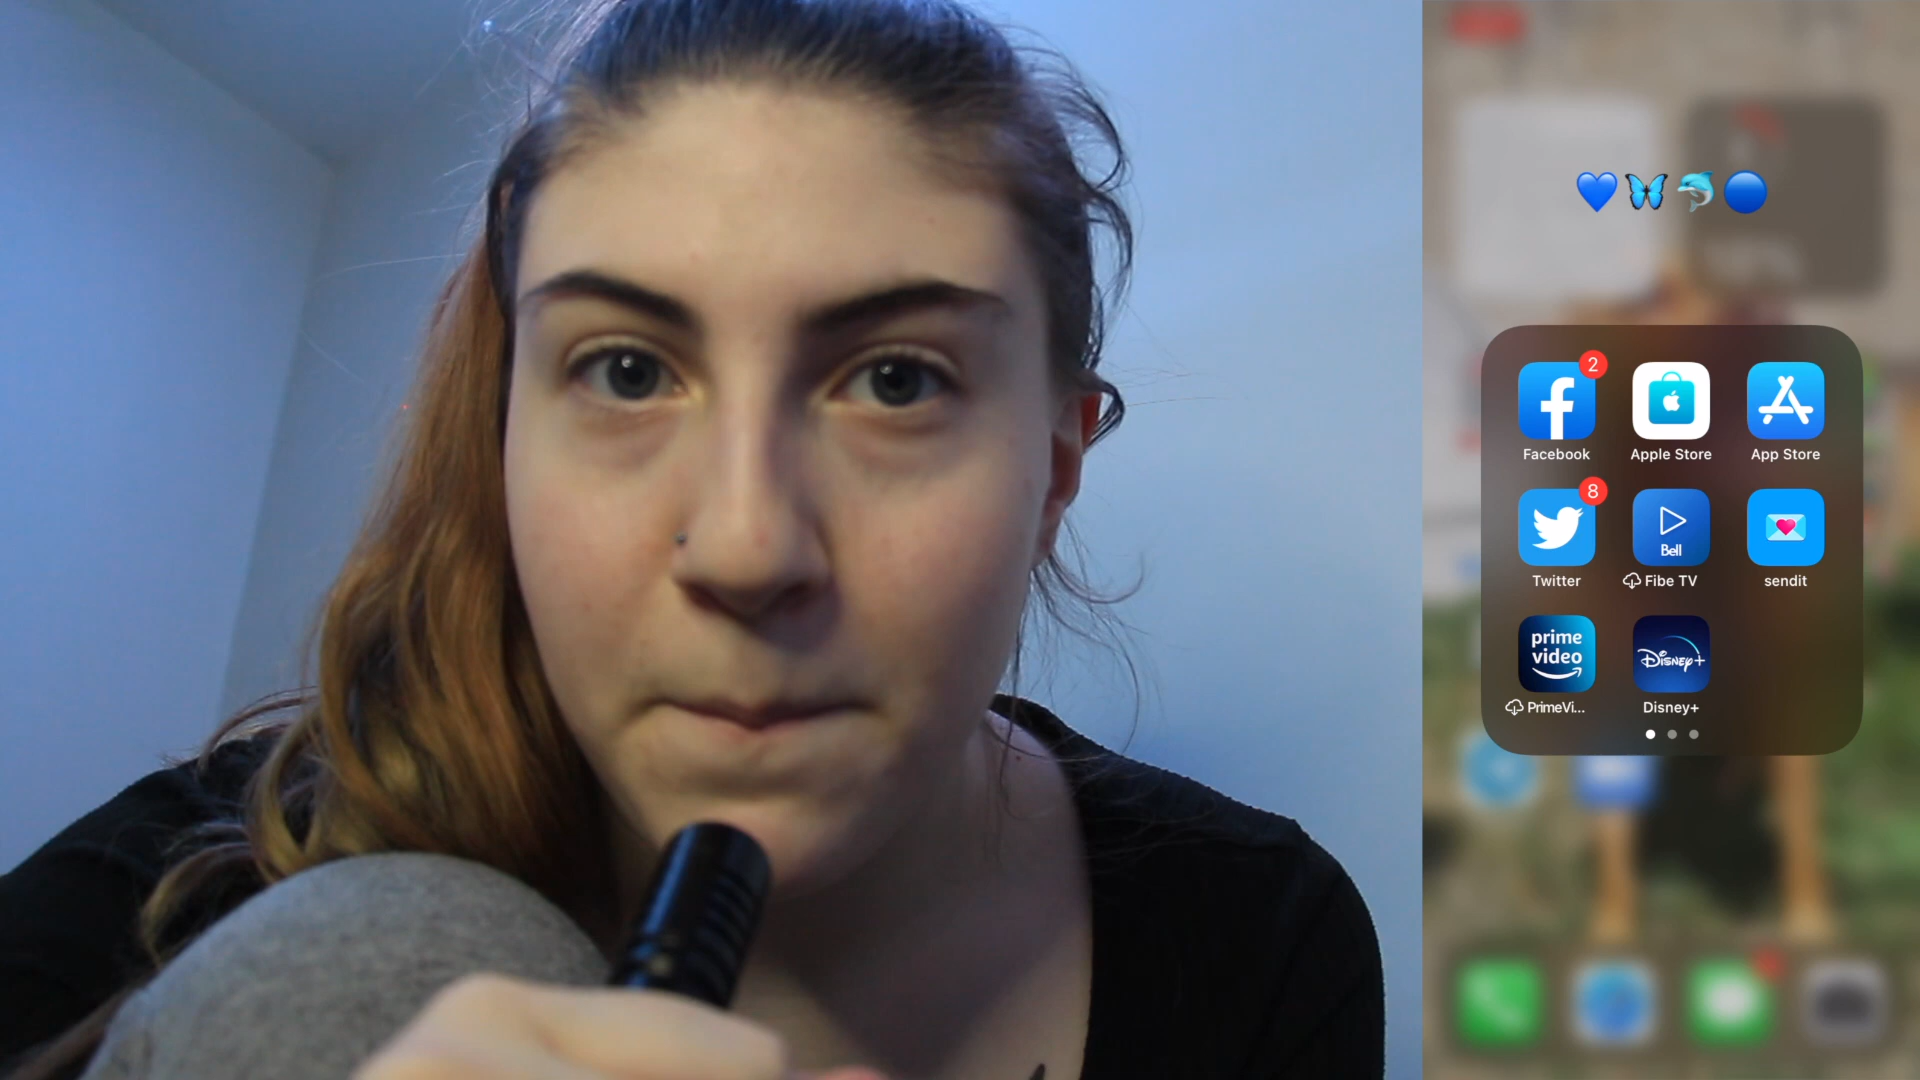 💙🦋🐬🔵
2
Facebook Apple Store App Store
8
Bell
Twitter Fibe TV sendit
prime
video
Disney+
PrimeVi... Disney+